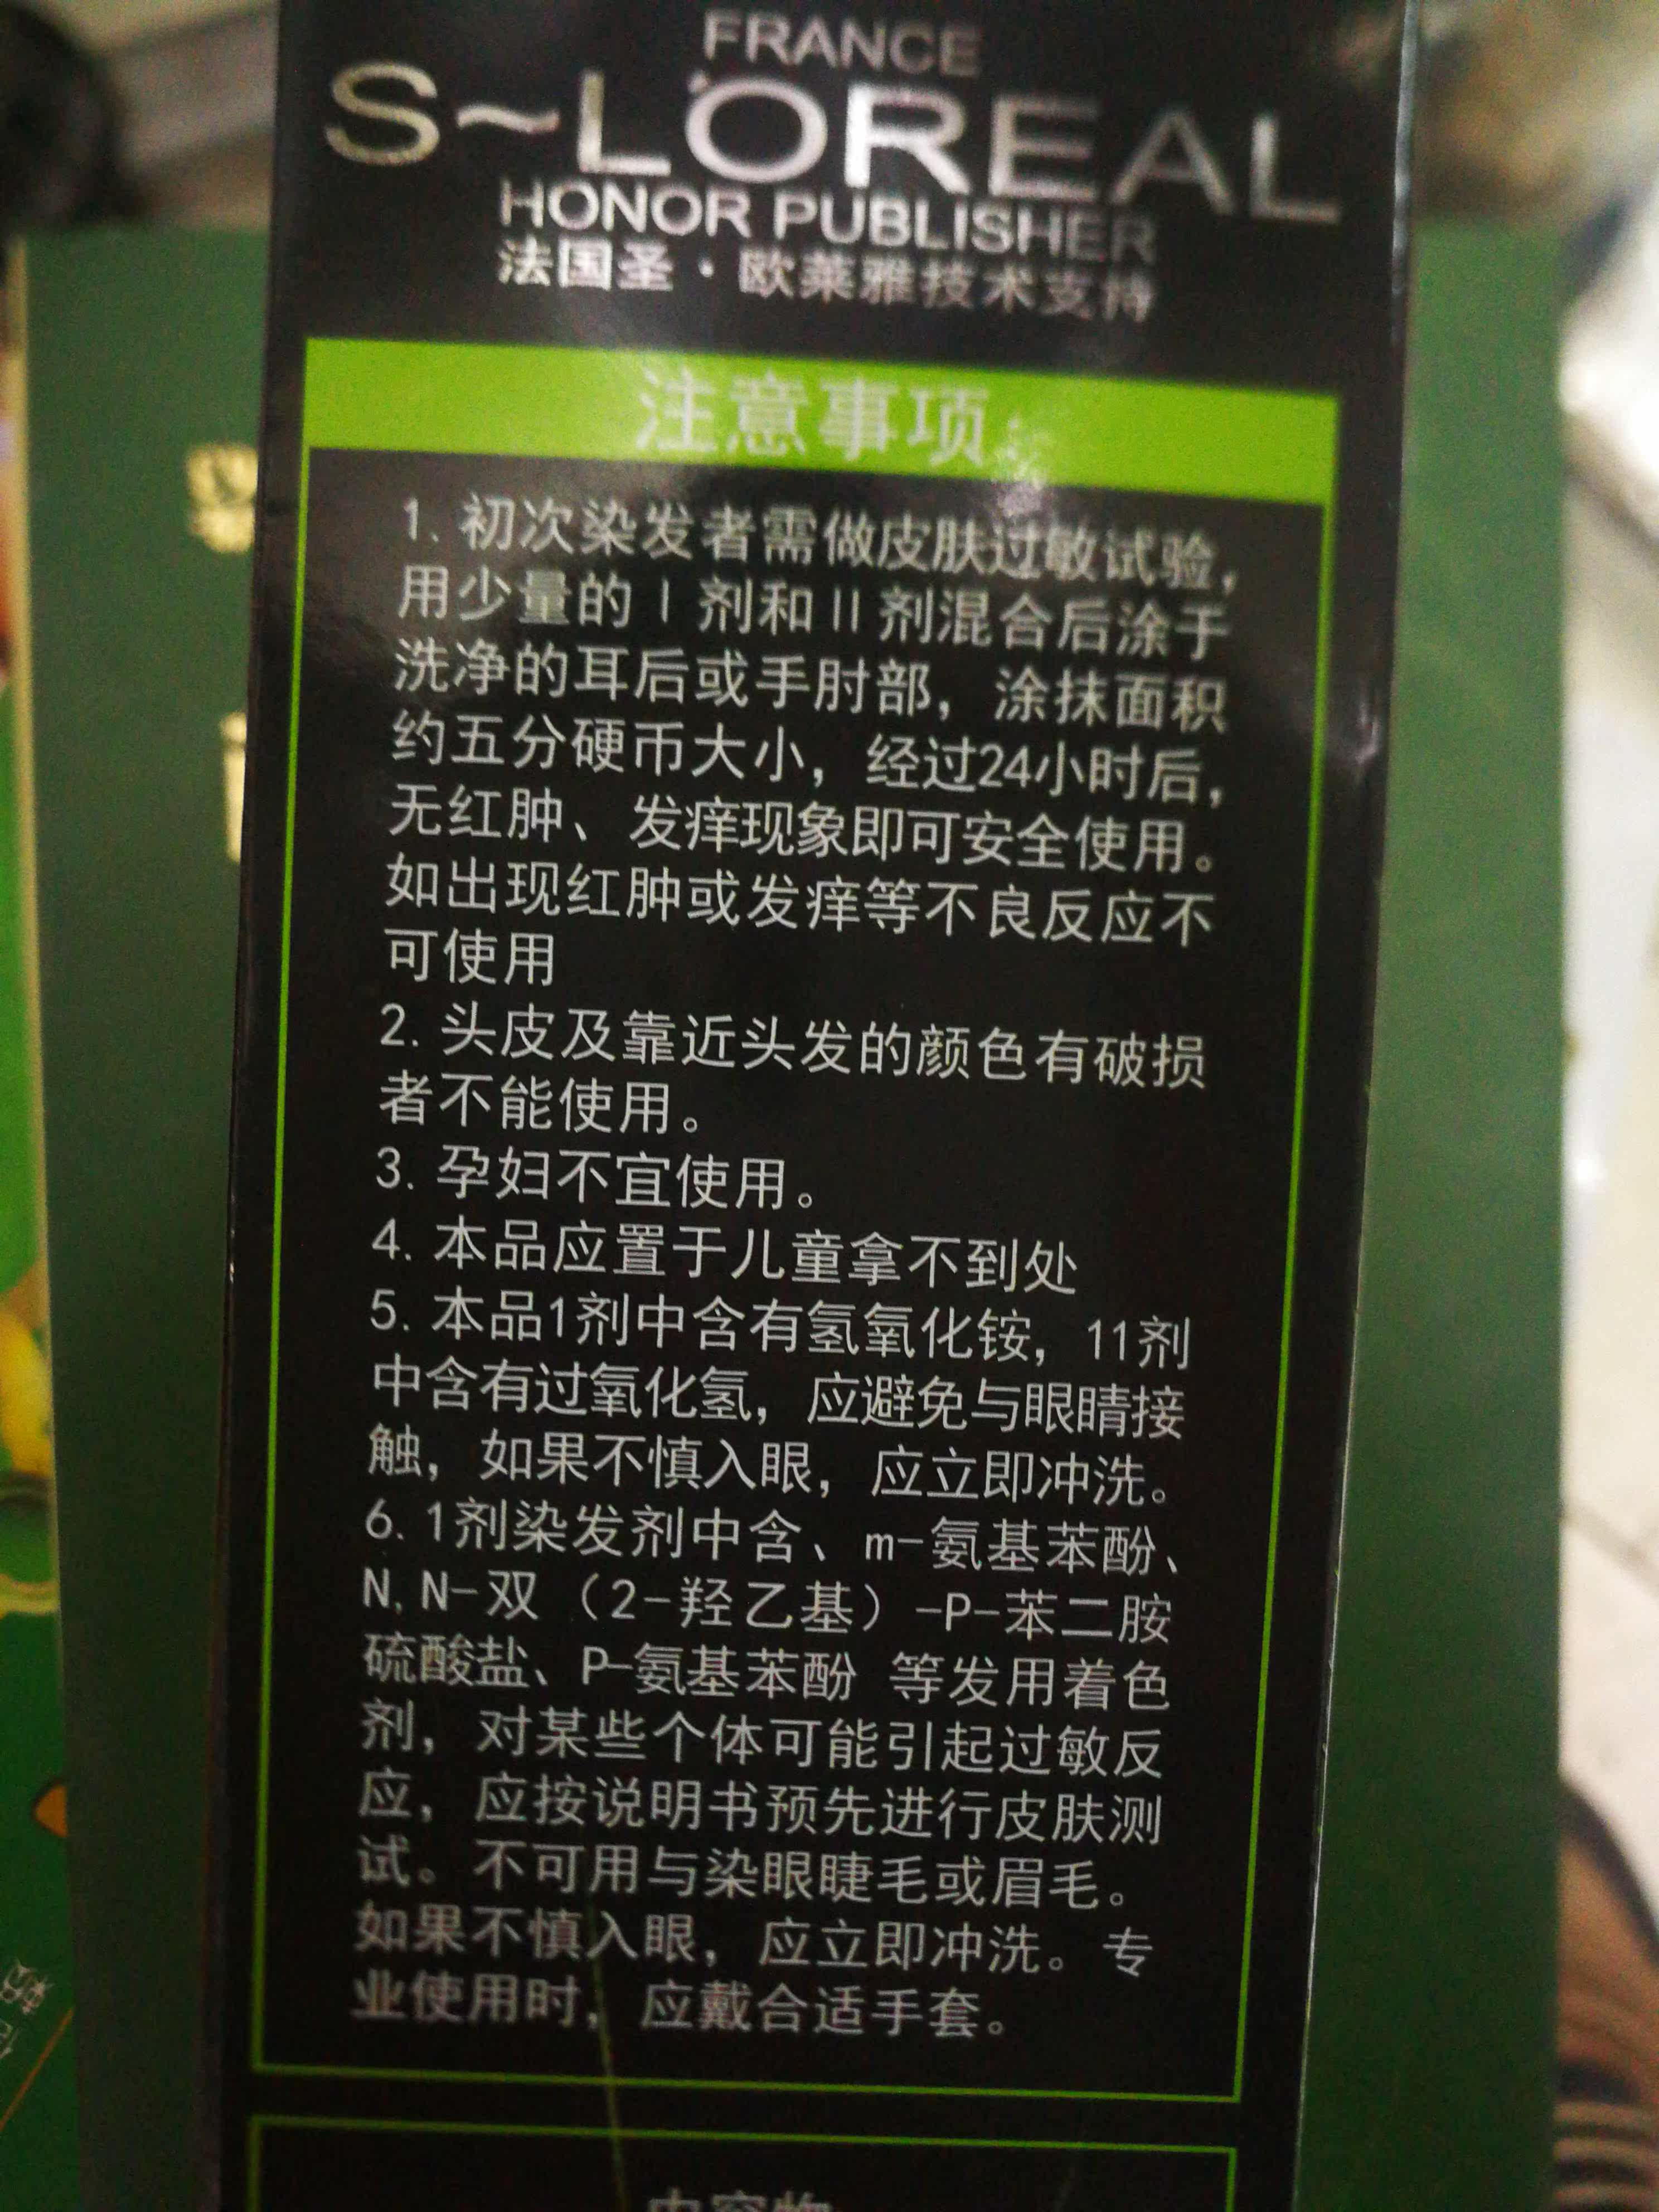 FRANCE
S~L'OREAL
HONOR PUBLISHER
法国圣·欧莱雅技术支持
注意事项:
1. 初次染发者需做皮肤过敏试验,
用少量的 I 剂和 II 剂混合后涂于
洗净的耳后或手肘部，涂抹面积
约五分硬币大小，经过24小时后，
无红肿、发痒现象即可安全使用。
如出现红肿或发痒等不良反应不
可使用
2. 头皮及靠近头发的颜色有破损
者不能使用。
3. 孕妇不宜使用。
4. 本品应置于儿童拿不到处
5. 本品1剂中含有氢氧化铵，11剂
中含有过氧化氢，应避免与眼睛接
触，如果不慎入眼，应立即冲洗。
6. 1剂染发剂中含、m-氨基苯酚、
N,N-双（2-羟乙基）-P-苯二胺
硫酸盐、P-氨基苯酚 等发用着色
剂，对某些个体可能引起过敏反
应，应按说明书预先进行皮肤测
试。不可用与染眼睫毛或眉毛。
如果不慎入眼，应立即冲洗。专
业使用时，应戴合适手套。